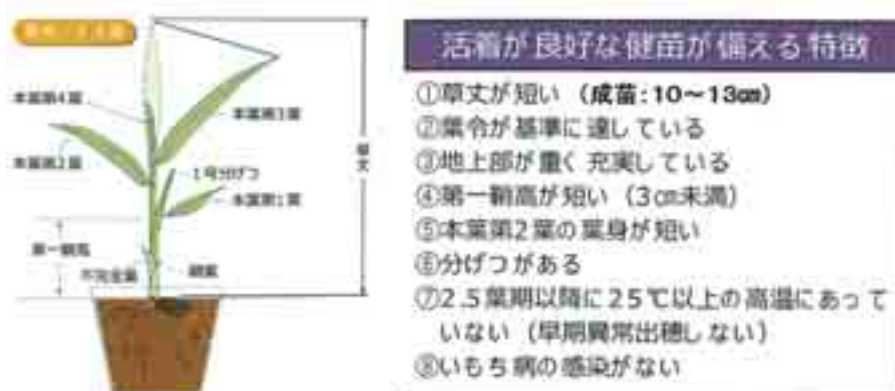 本葉第4葉
本葉第3葉
本葉第2葉
1号分げつ
本葉第1葉
草丈
第一鞘高
不完全葉
鞘葉
活着が良好な健苗が備える特徴
①草丈が短い (成苗:10～13㎝)
②葉令が基準に達している
③地上部が重く充実している
④第一鞘高が短い (3㎝未満)
⑤本葉第2葉の葉身が短い
⑥分げつがある
⑦2.5葉期以降に25℃以上の高温にあって
いない (早期異常出穂しない)
⑧いもち病の感染がない